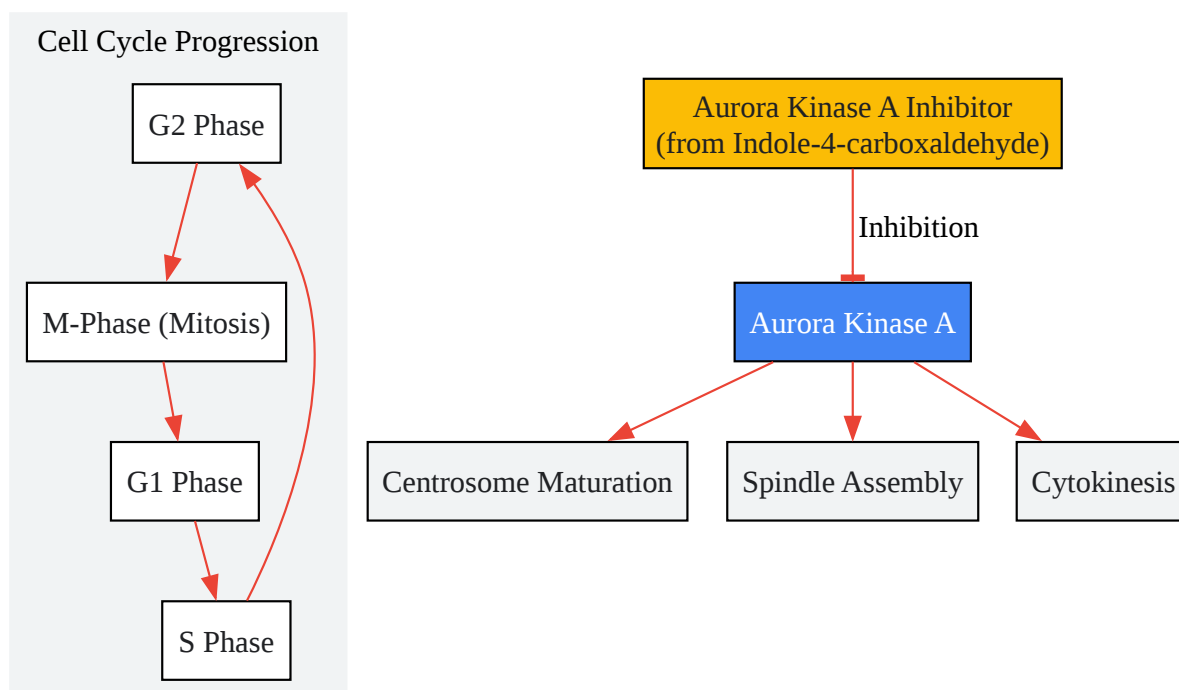 Cell Cycle Progression
G2 Phase
M-Phase (Mitosis)
G1 Phase
S Phase
Aurora Kinase A Inhibitor
(from Indole-4-carboxaldehyde)
Inhibition
Aurora Kinase A
Centrosome Maturation
Spindle Assembly
Cytokinesis